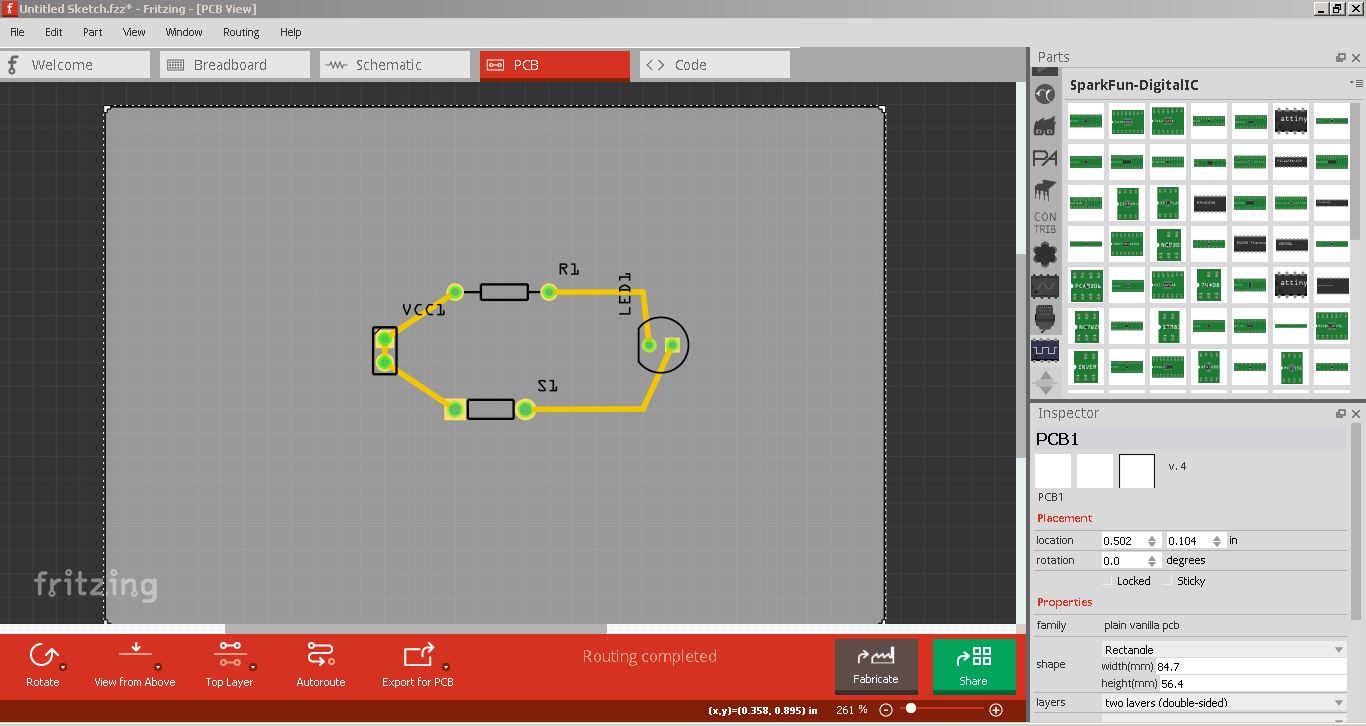 Untitled Sketch.fzz* - Fritzing - [PCB View]
File Edit Part View Window Routing Help
Welcome Breadboard Schematic PCB Code
Parts
SparkFun-DigitalIC
PA
CON
TRIB
attiny
attiny
R1
LED1
VCC1
S1
fritzing
Inspector
PCB1
v. 4
PCB1
Placement
location 0.502 0.104 in
rotation 0.0 degrees
Locked Sticky
Properties
family plain vanilla pcb
shape Rectangle
width(mm) 84.7
height(mm) 56.4
layers two layers (double-sided)
Rotate View from Above Top Layer Autoroute Export for PCB
Routing completed
Fabricate Share
(x,y)=(0.358, 0.895) in 261 %